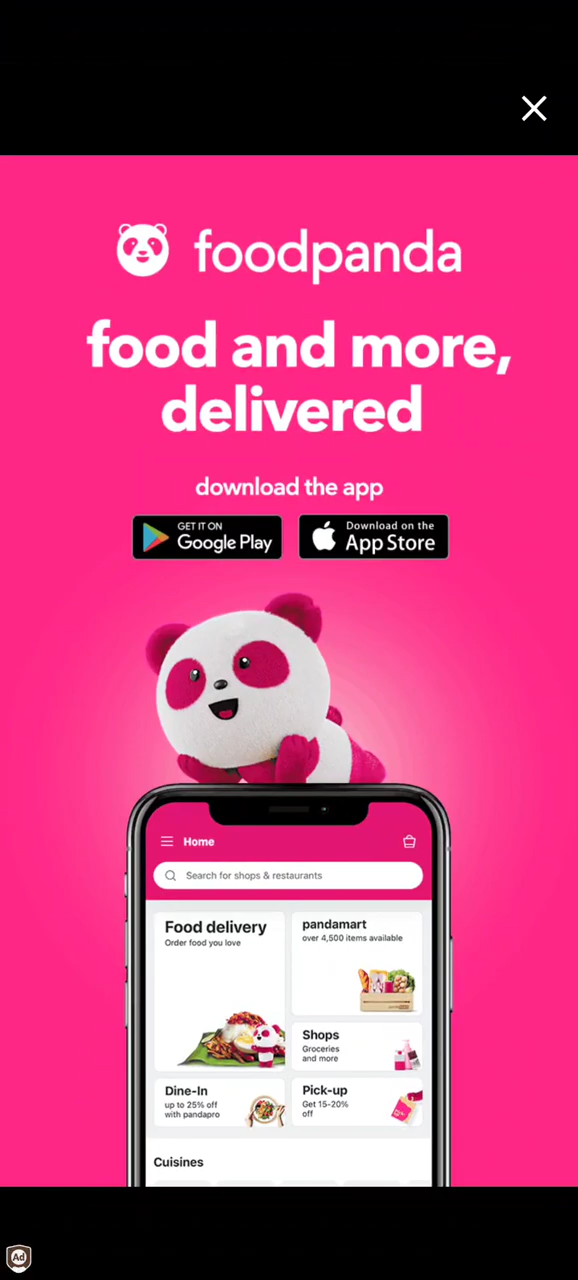 foodpanda
food and more,
delivered
download the app
GET IT ON
Google Play
Download on the
App Store
Home
Search for shops & restaurants
Food delivery
Order food you love
pandamart
over 4,500 items available
Shops
Groceries
and more
Dine-In
up to 25% off
with pandapro
Pick-up
Get 15-20%
off
Cuisines
Ad